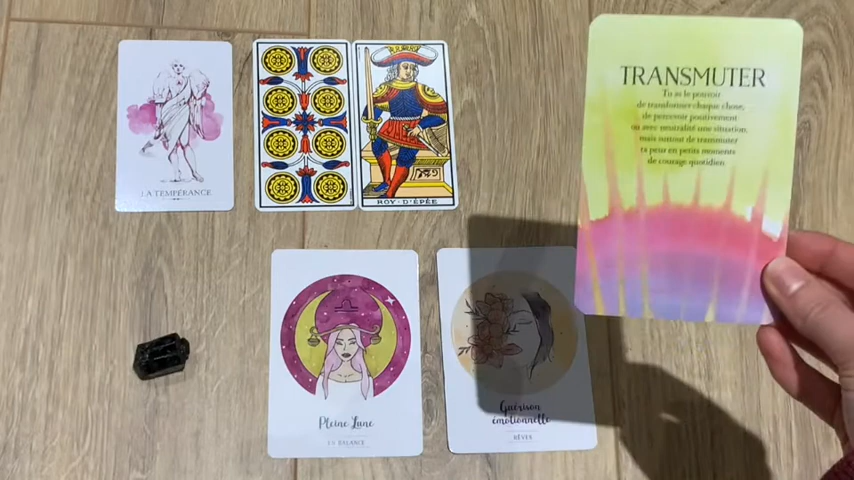 TRANSMUTER
Tu as le pouvoir
de transformer chaque chose,
de percevoir positivement
ou avec neutralité une situation,
mais surtout de transmuter
ta peur en petits moments
de courage quotidien.
LA TEMPÉRANCE
ROY·D'ÉPÉE
Pleine Lune
EN BALANCE
Guérison
émotionnelle
RÊVES